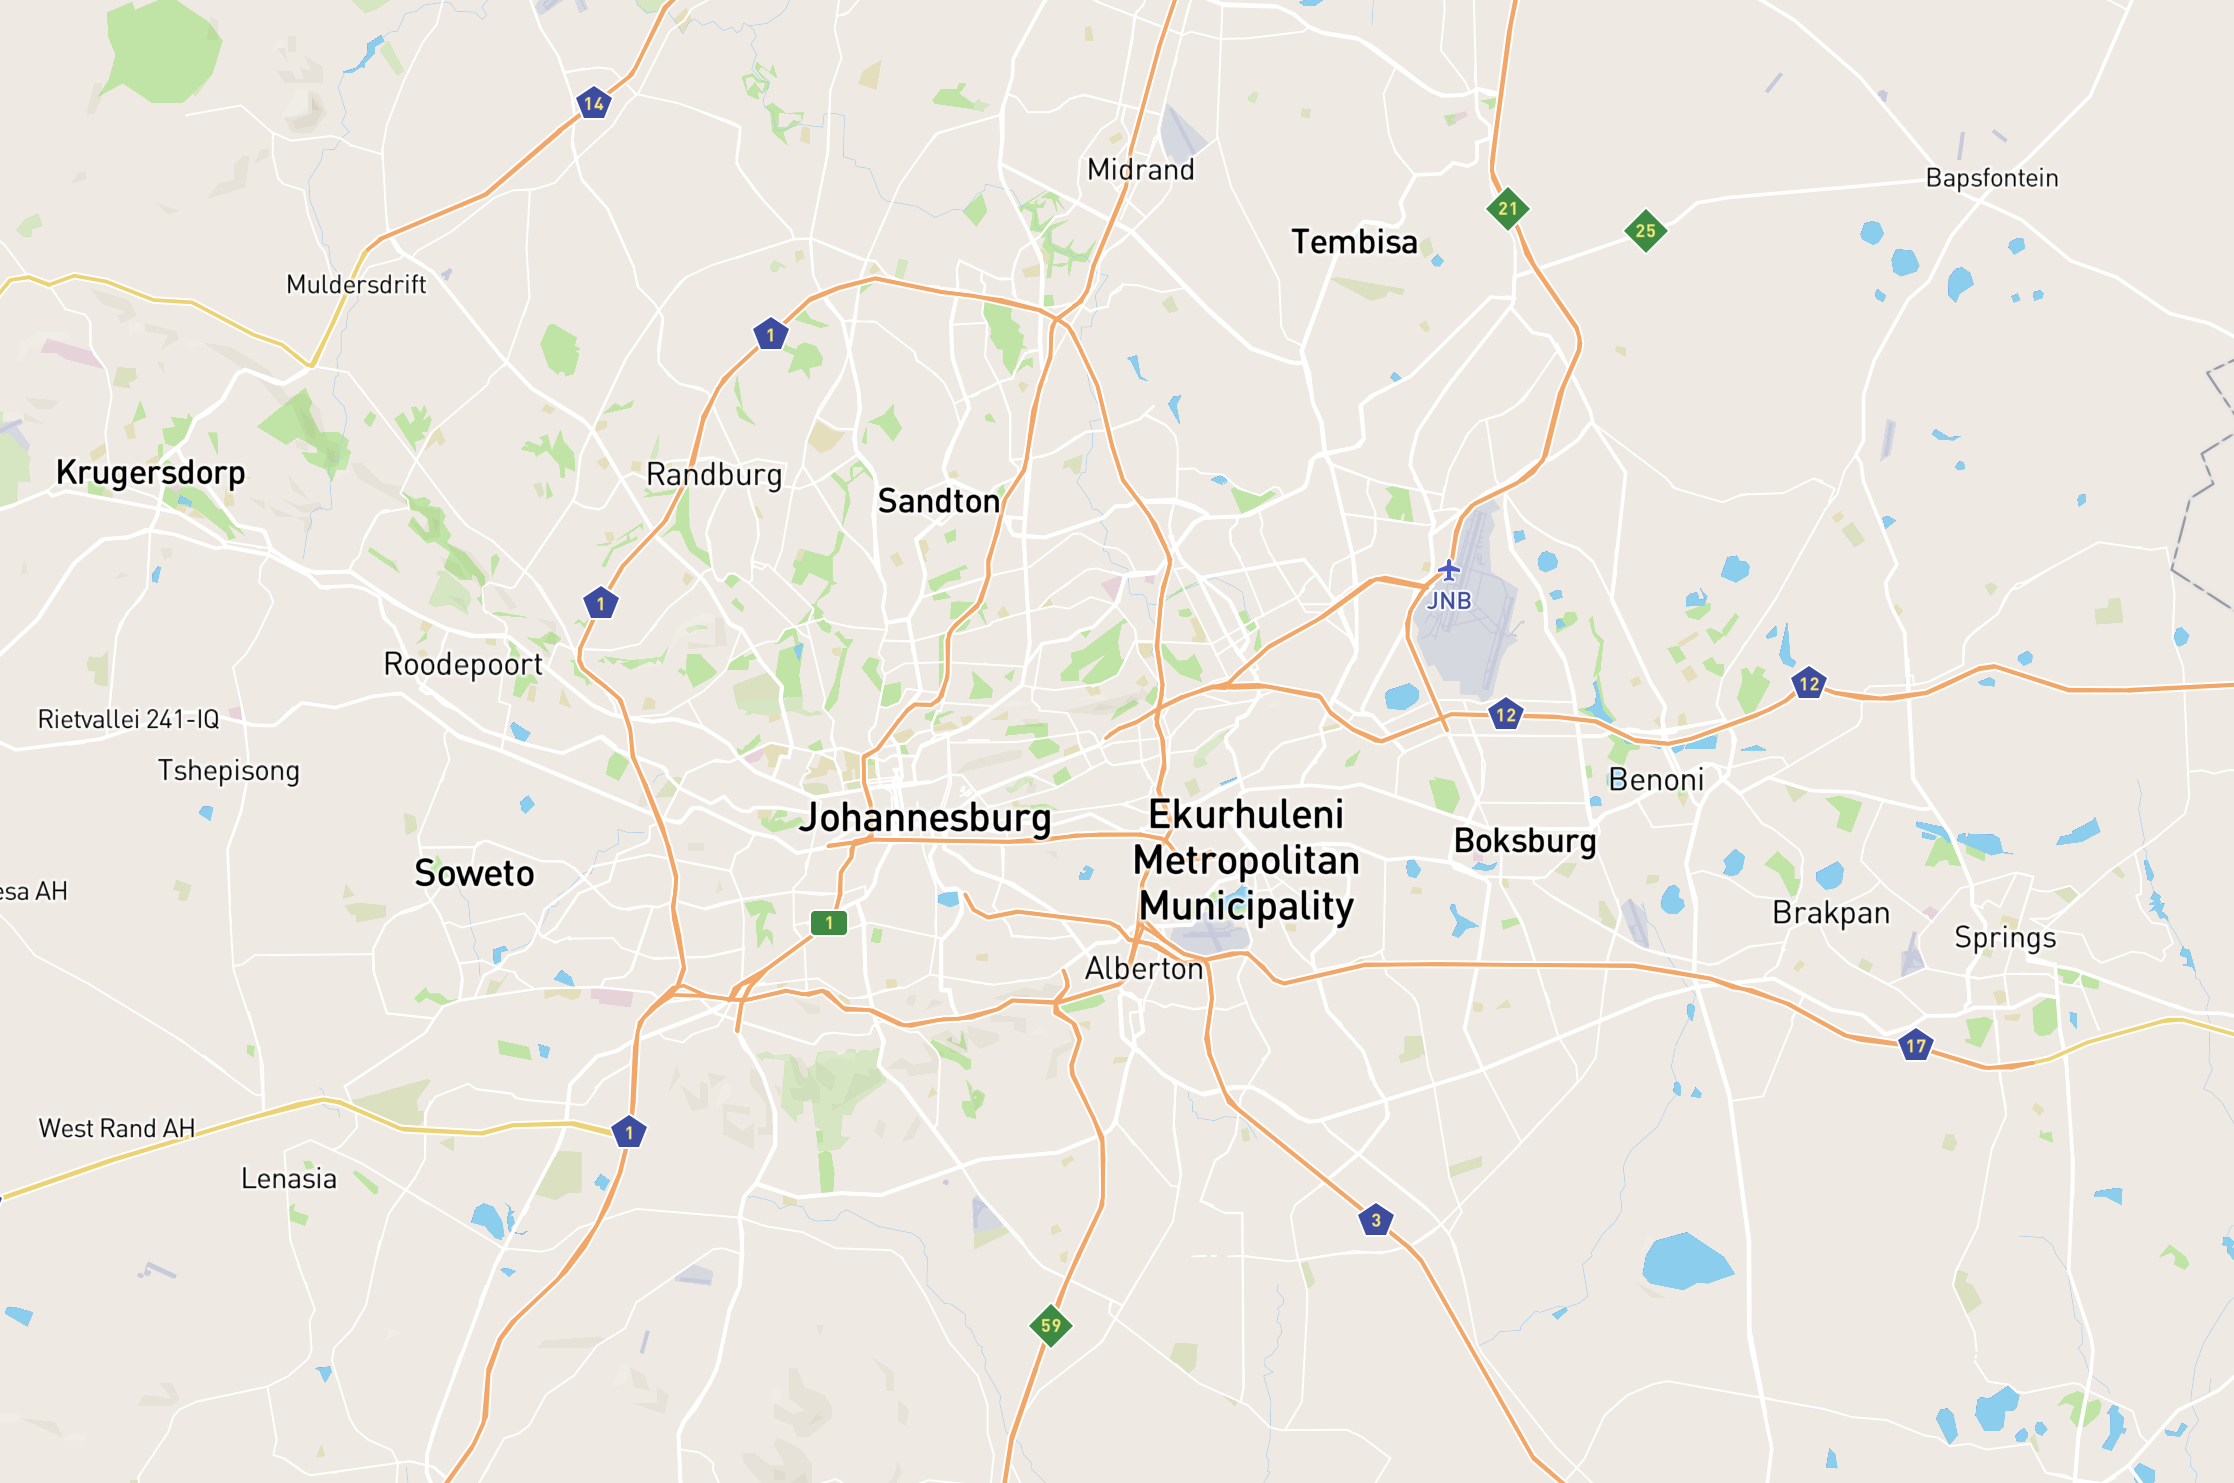 14
Midrand
Bapsfontein
21
25
Tembisa
Muldersdrift
1
Krugersdorp
Randburg
Sandton
JNB
1
Roodepoort
12
12
Rietvallei 241-IQ
Tshepisong
Benoni
Johannesburg
Ekurhuleni
Metropolitan
Municipality
Boksburg
Soweto
esa AH
Brakpan
1
Springs
Alberton
17
West Rand AH
1
Lenasia
3
59